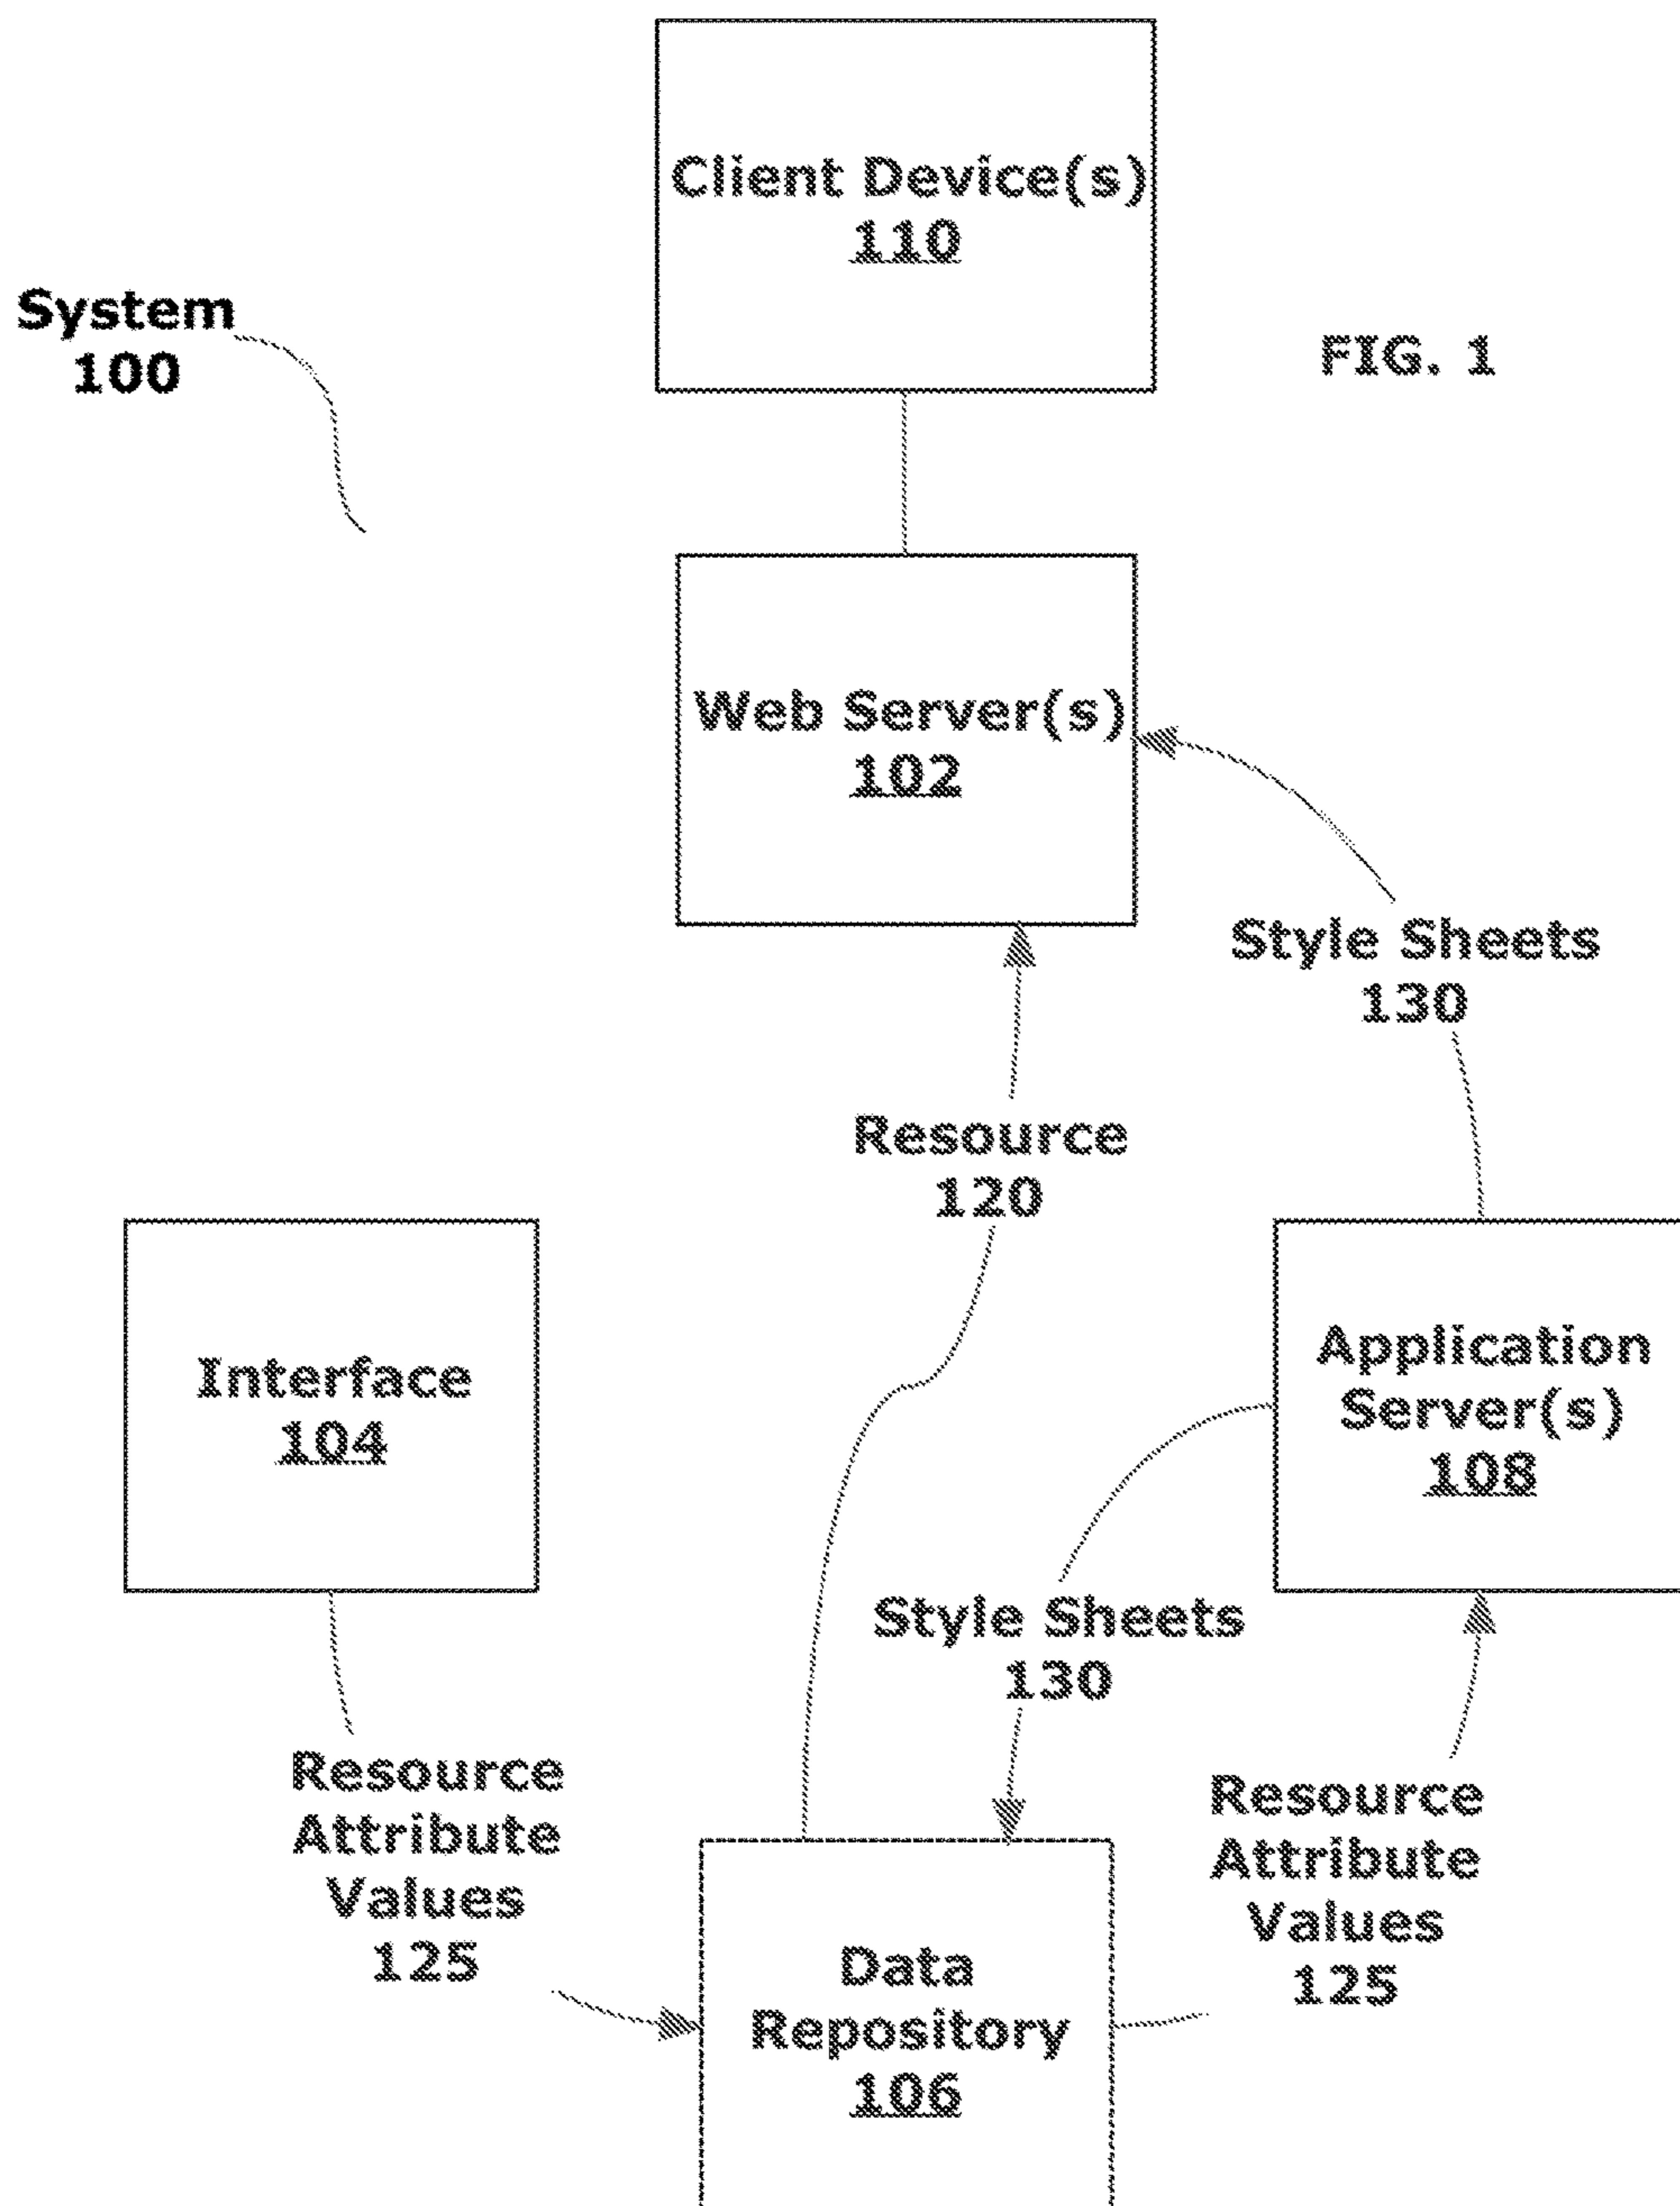 Client Device(s)
110
System
100
FIG. 1
Web Server(s)
102
Style Sheets
130
Resource
120
Interface
104
Application
Server(s)
108
Style Sheets
130
Resource
Attribute
Values
125
Resource
Attribute
Values
125
Data
Repository
106